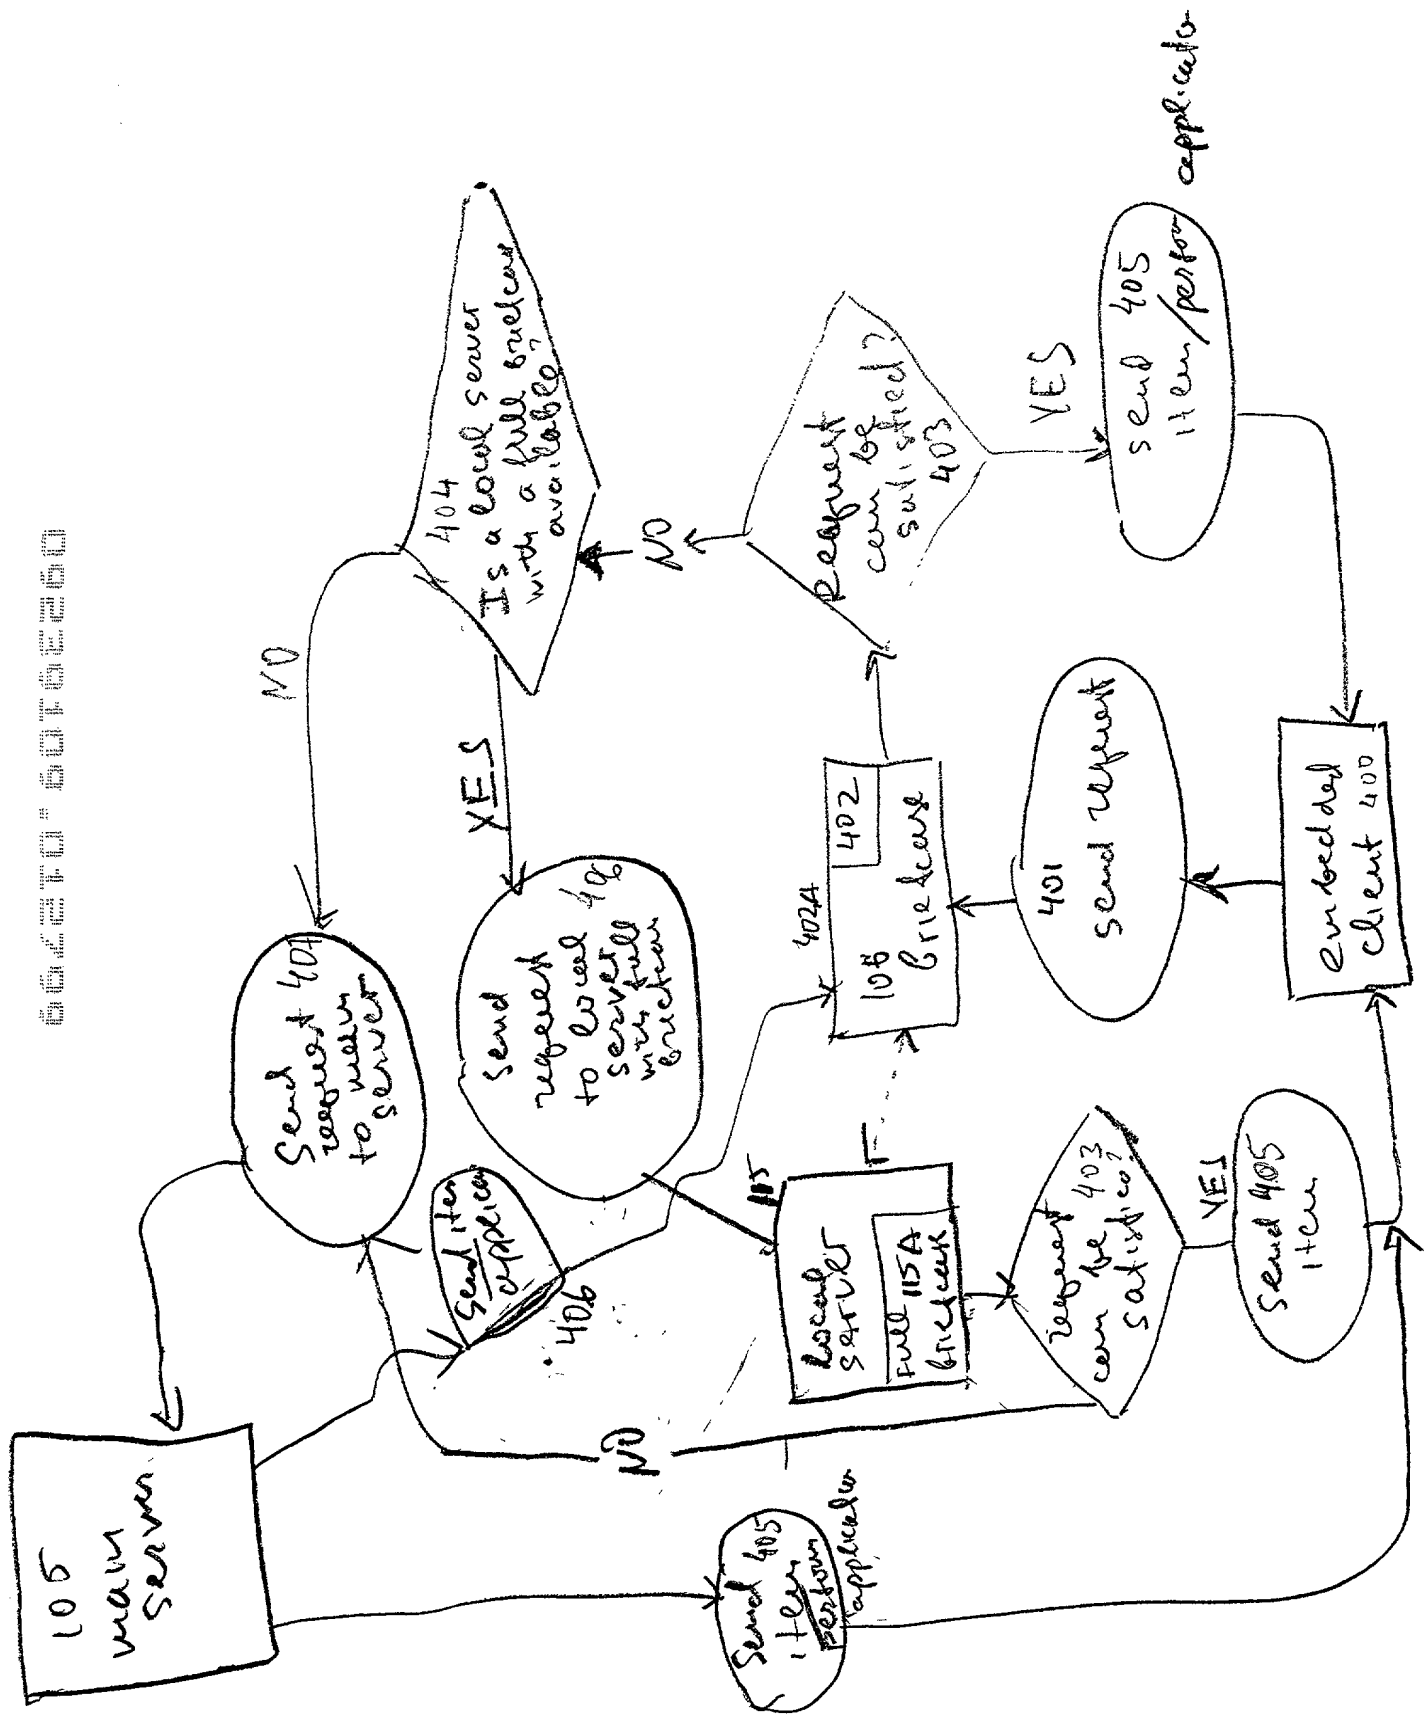 105
main
server
Send 404
request
to main
server
NO
404
Is a local server
with a full briefcase
available?
YES
Send
request 406
to local
server
with full
Send item
406
NO
NO
Request
can be
satisfied?
403
YES
send 405
item/perform
applicatio
402A
402
108
briefcase
401
send request
embedded
client 400
115
local
server
Full 115A
briefcase
request
can be 403
satisfied?
YES
Send 405
item
Send 405
item
perform
application